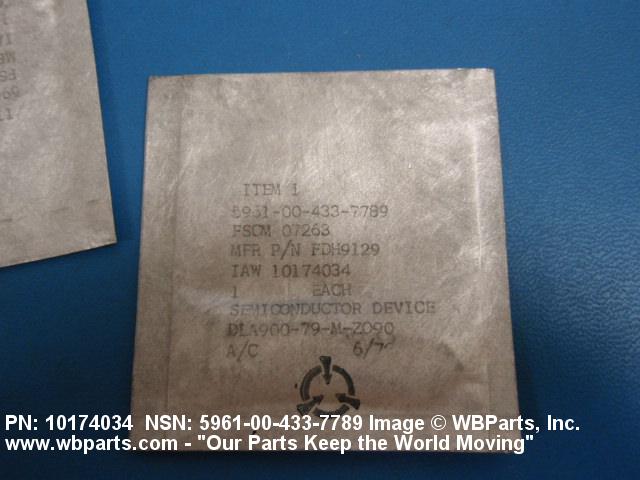 ITEM 1
5961-00-433-7789
FSCM 07263
MFR P/N FDH9129
IAW 10174034
1 EACH
SEMICONDUCTOR DEVICE
DLA900-79-M-Z090
A/C
PN: 10174034 NSN: 5961-00-433-7789 Image © WBParts, Inc.
www.wbparts.com - "Our Parts Keep the World Moving"